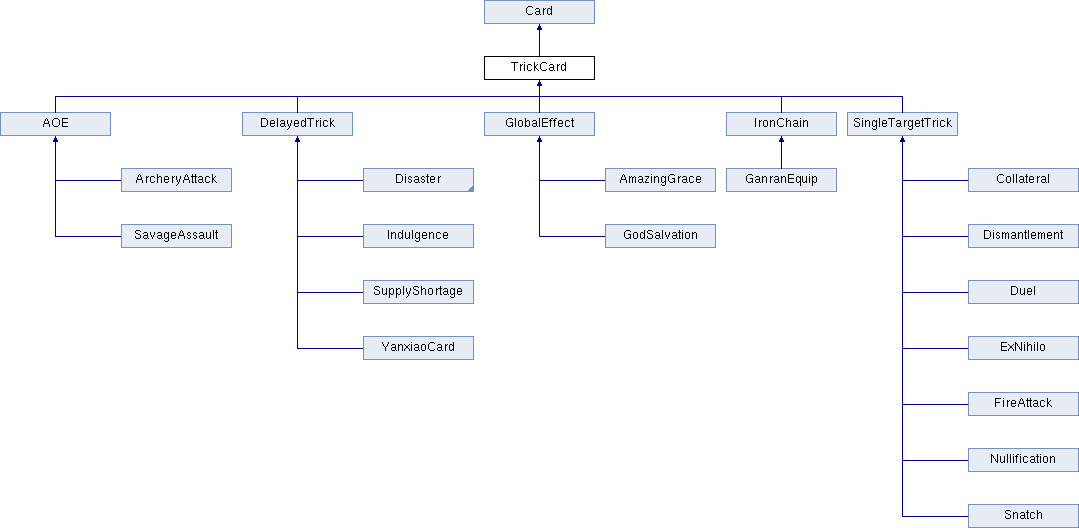 Card
TrickCard
AOE
DelayedTrick
GlobalEffect
IronChain
SingleTargetTrick
ArcheryAttack
Disaster
AmazingGrace
GanranEquip
Collateral
SavageAssault
Indulgence
GodSalvation
Dismantlement
SupplyShortage
Duel
YanxiaoCard
ExNihilo
FireAttack
Nullification
Snatch